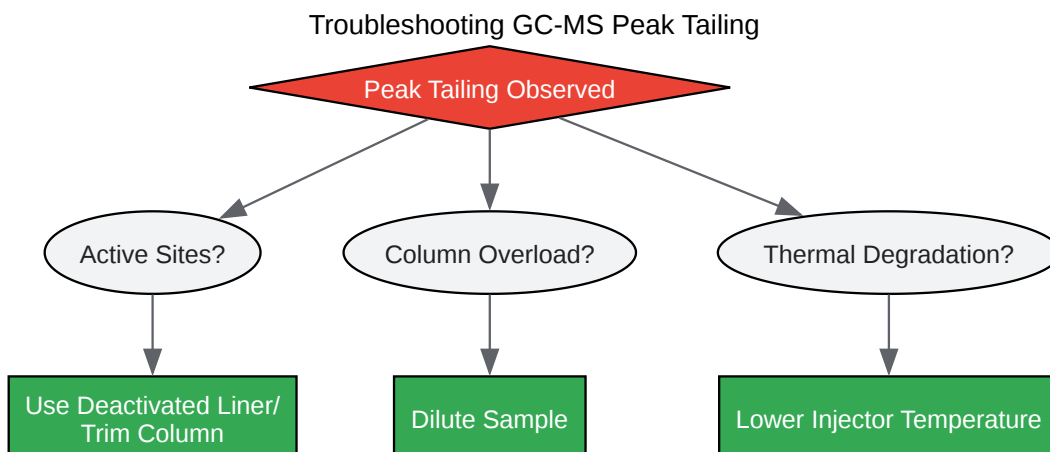 Troubleshooting GC-MS Peak Tailing
Peak Tailing Observed
Active Sites?
Column Overload?
Thermal Degradation?
Use Deactivated Liner/
Trim Column
Dilute Sample
Lower Injector Temperature